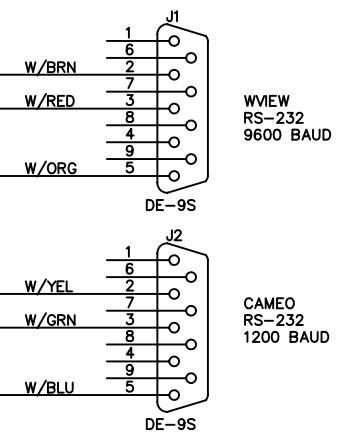 J1
1
6
W/BRN 2
7
W/RED 3
8
4
9
W/ORG 5
WVIEW
RS-232
9600 BAUD
DE-9S
J2
1
6
W/YEL 2
7
W/GRN 3
8
4
9
W/BLU 5
CAMEO
RS-232
1200 BAUD
DE-9S